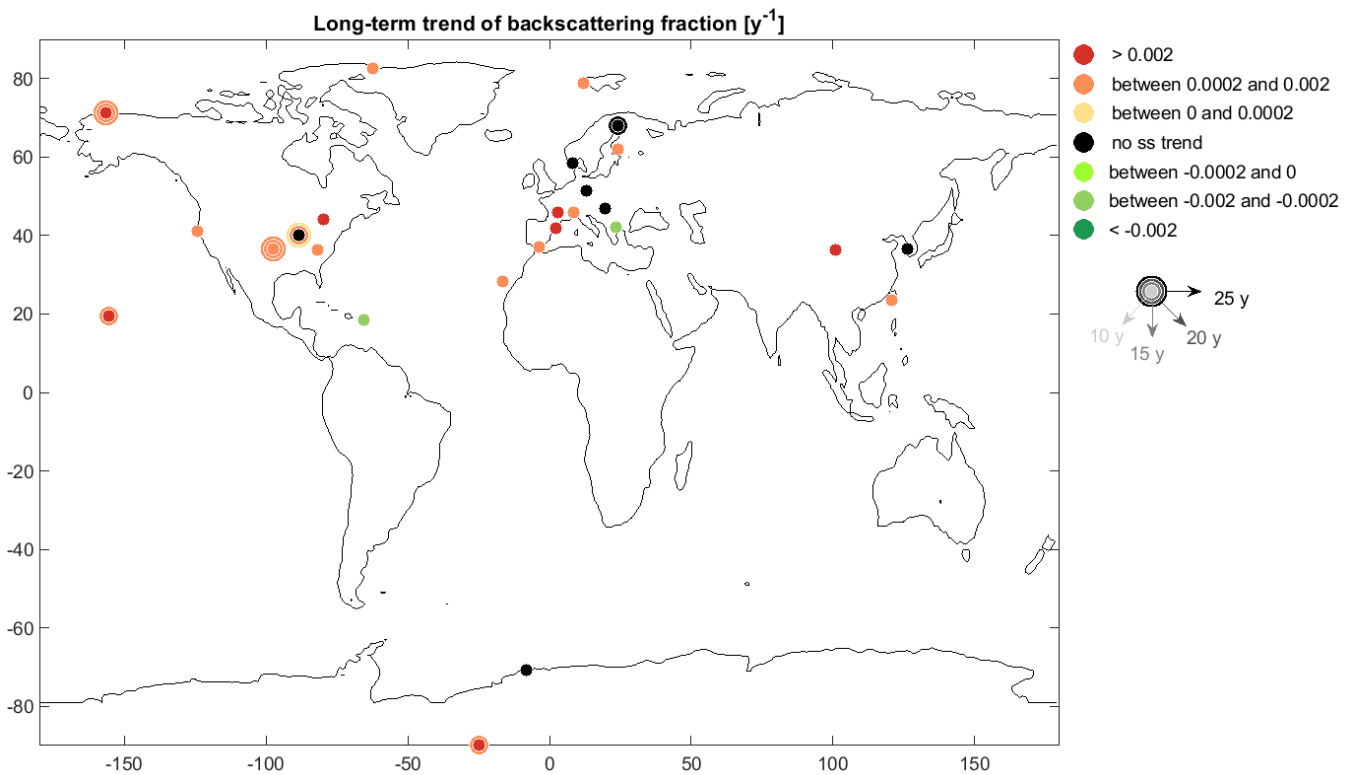 Long-term trend of backscattering fraction [y⁻¹]
80
60
40
20
0
-20
-40
-60
-80
-150
-100
-50
0
50
100
150
> 0.002
between 0.0002 and 0.002
between 0 and 0.0002
no ss trend
between -0.0002 and 0
between -0.002 and -0.0002
< -0.002
25 y
20 y
15 y
10 y